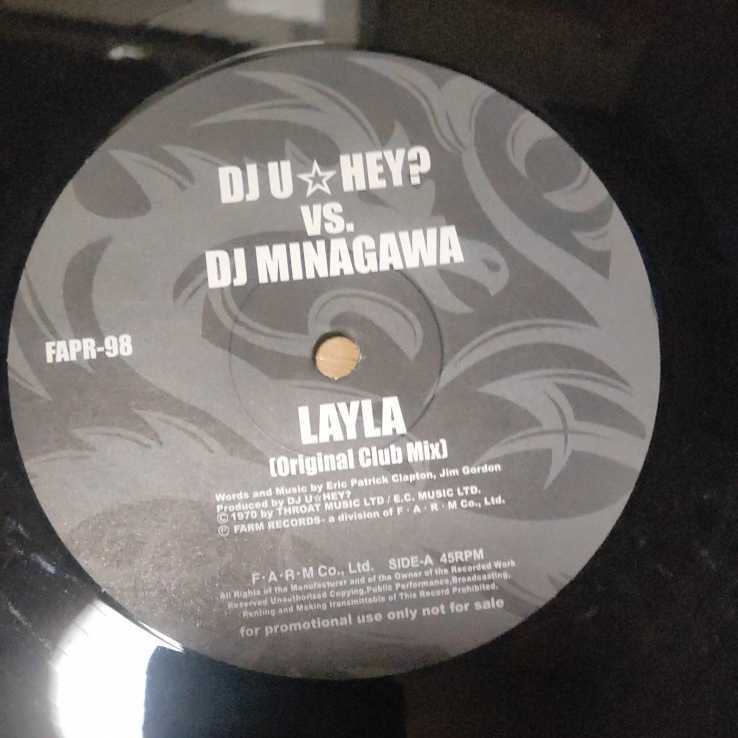 DJ U☆HEY?
VS.
DJ MINAGAWA
FAPR-98
LAYLA
(Original Club Mix)
Words and Music by Eric Patrick Clapton, Jim Gordon
Produced by DJ U☆HEY?
© 1970 by THROAT MUSIC LTD / E.C. MUSIC LTD.
℗ FARM RECORDS- a division of F・A・R・M Co., Ltd.
F・A・R・M Co., Ltd. SIDE-A 45RPM
All Rights of the Manufacturer and of the Owner of the Recorded Work
Reserved Unauthorised Copying,Public Performance,Broadcasting,
Renting and Making transmittable of This Record Prohibited.
for promotional use only not for sale